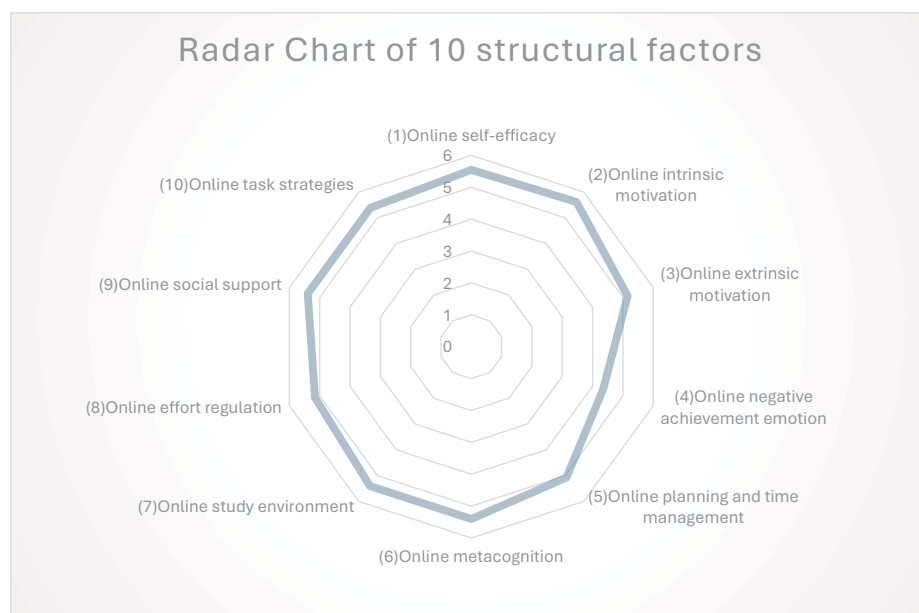 Radar Chart of 10 structural factors
(1)Online self-efficacy
(2)Online intrinsic
motivation
(3)Online extrinsic
motivation
(4)Online negative
achievement emotion
(5)Online planning and time
management
(6)Online metacognition
(7)Online study environment
(8)Online effort regulation
(9)Online social support
(10)Online task strategies
6
5
4
3
2
1
0